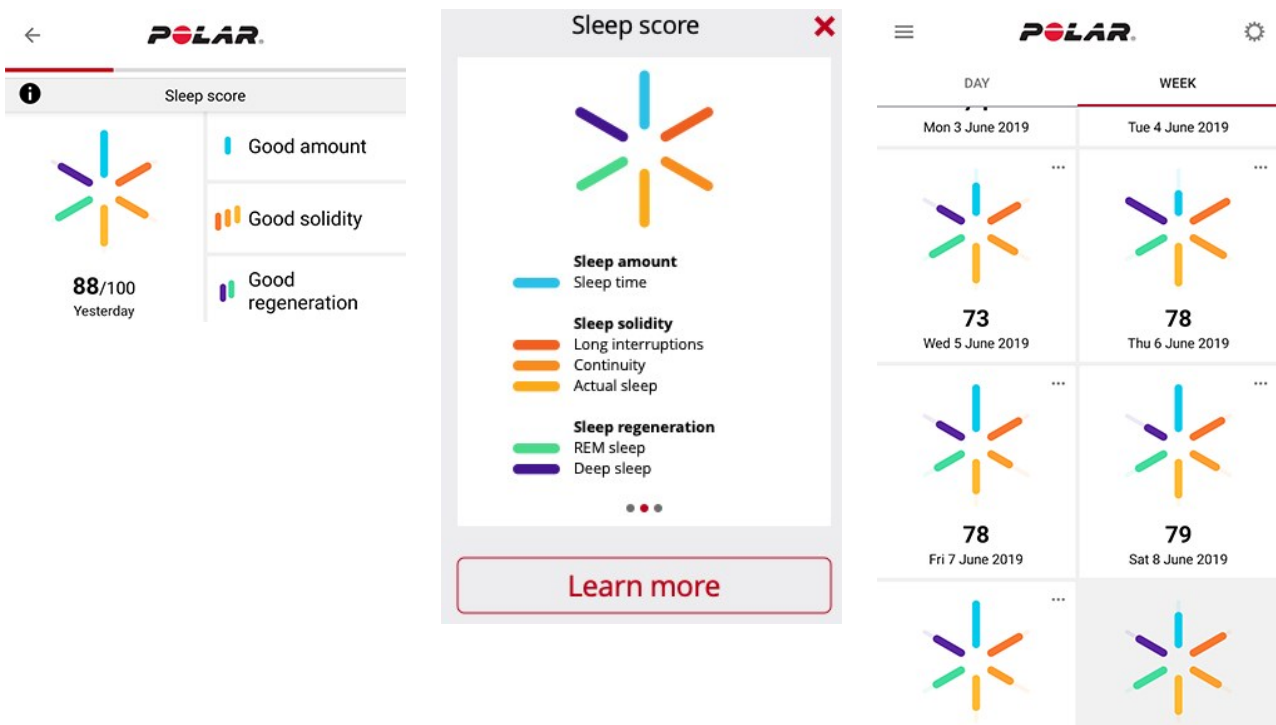 POLAR
Sleep score
Good amount
Good solidity
Good
regeneration
88/100
Yesterday
Sleep score
Sleep amount
Sleep time
Sleep solidity
Long interruptions
Continuity
Actual sleep
Sleep regeneration
REM sleep
Deep sleep
Learn more
POLAR
DAY
WEEK
Mon 3 June 2019
Tue 4 June 2019
73
Wed 5 June 2019
78
Thu 6 June 2019
78
Fri 7 June 2019
79
Sat 8 June 2019